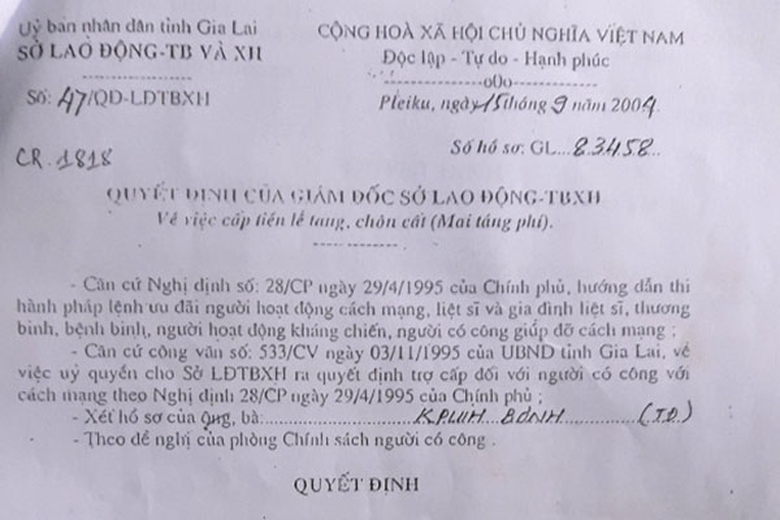 Uỷ ban nhân dân tỉnh Gia Lai
SỞ LAO ĐỘNG-TB VÀ XH
Số: 47/QD-LĐTBXH
CR.1818
CỘNG HOÀ XÃ HỘI CHỦ NGHĨA VIỆT NAM
Độc lập - Tự do - Hạnh phúc
-----------------o0o--------------
Pleiku, ngày 15 tháng 9 năm 2004
Số hồ sơ: GL...83458...
QUYẾT ĐỊNH CỦA GIÁM ĐỐC SỞ LAO ĐỘNG-TBXH
Về việc cấp tiền lễ tang, chôn cất (Mai táng phí).
- Căn cứ Nghị định số: 28/CP ngày 29/4/1995 của Chính phủ, hướng dẫn thi
hành pháp lệnh ưu đãi người hoạt động cách mạng, liệt sĩ và gia đình liệt sĩ, thương
binh, bệnh binh, người hoạt động kháng chiến, người có công giúp đỡ cách mạng ;
- Căn cứ công văn số: 533/CV ngày 03/11/1995 của UBND tỉnh Gia Lai, về
việc uỷ quyền cho Sở LĐTBXH ra quyết định trợ cấp đối với người có công với
cách mạng theo Nghị định 28/CP ngày 29/4/1995 của Chính phủ ;
- Xét hồ sơ của ông, bà:..........................KPUIH BƠNH............(TĐ)
- Theo đề nghị của phòng Chính sách người có công .
QUYẾT ĐỊNH